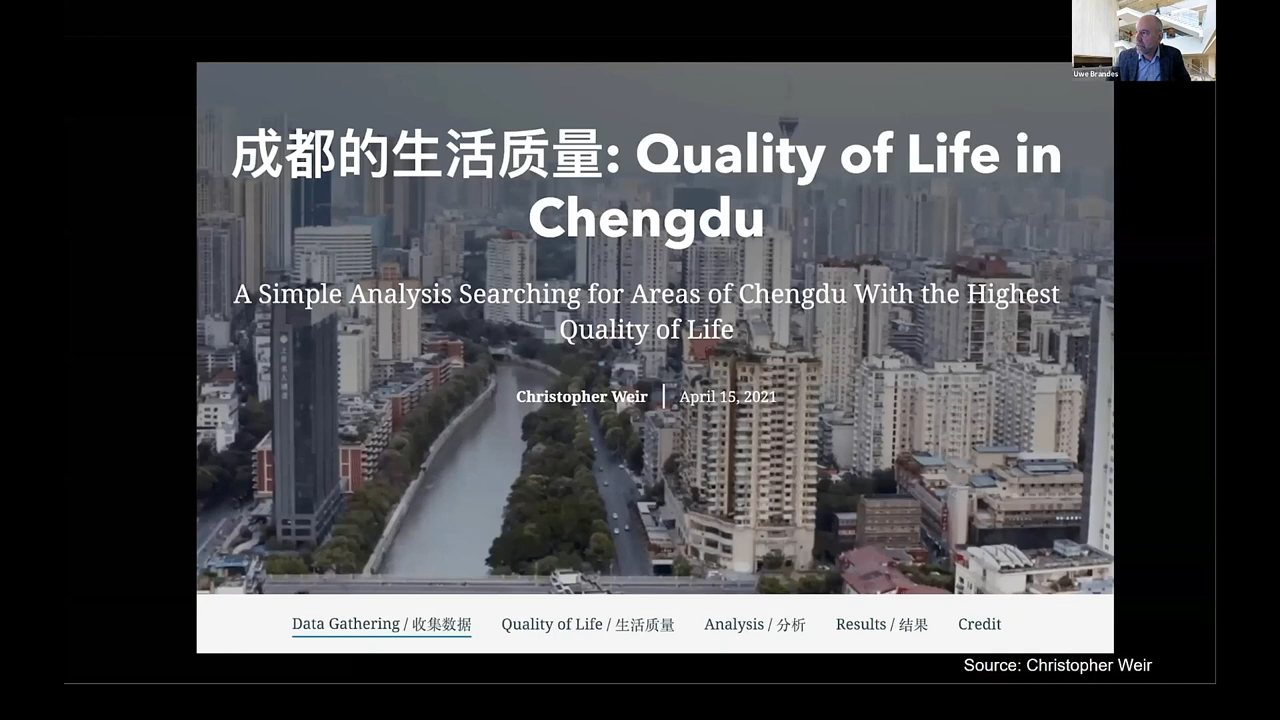 Uwe Brandes
成都的生活质量: Quality of Life in
Chengdu
A Simple Analysis Searching for Areas of Chengdu With the Highest
Quality of Life
Christopher Weir | April 15, 2021
Data Gathering / 收集数据 Quality of Life / 生活质量 Analysis / 分析 Results / 结果 Credit
Source: Christopher Weir